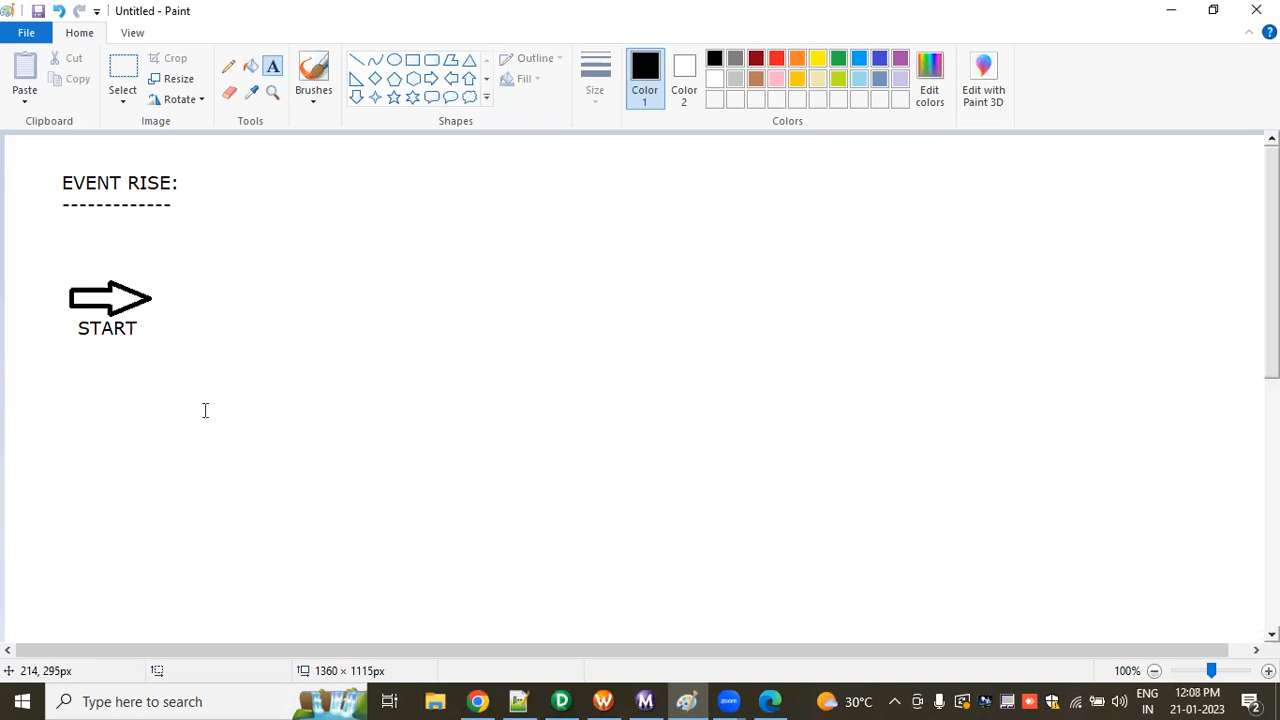 Untitled - Paint
File
Home
View
Paste
Cut
Copy
Clipboard
Select
Crop
Resize
Rotate
Image
A
Tools
Brushes
Shapes
Outline
Fill
Size
Color 1
Color 2
Colors
Edit colors
Edit with Paint 3D
EVENT RISE:
-------------
START
214, 295px
1360 × 1115px
100%
Type here to search
30°C
ENG
IN
12:08 PM
21-01-2023
2